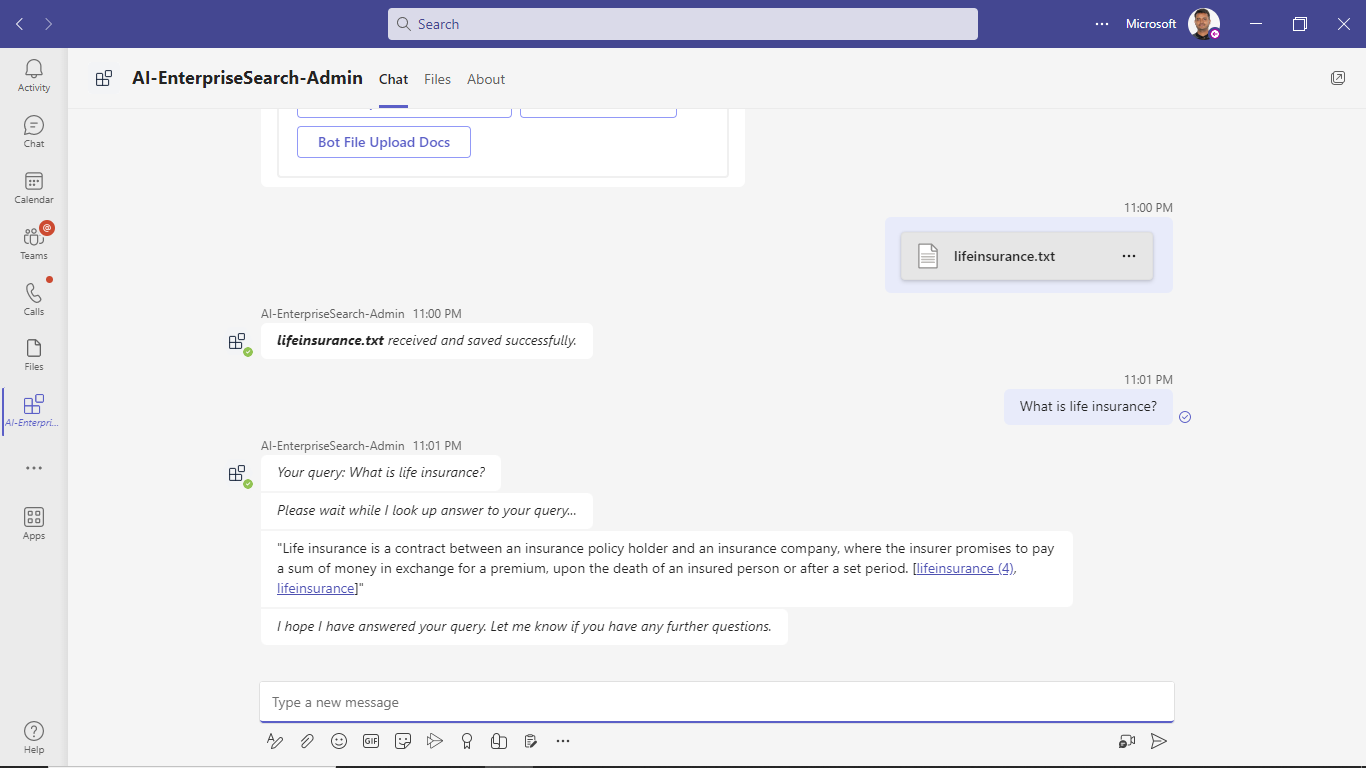 Search
Microsoft
Activity
Chat
Calendar
@
Teams
Calls
Files
AI-Enterpri...
Apps
Help
AI-EnterpriseSearch-Admin Chat Files About
Bot File Upload Docs
11:00 PM
lifeinsurance.txt
AI-EnterpriseSearch-Admin 11:00 PM
lifeinsurance.txt received and saved successfully.
11:01 PM
What is life insurance?
AI-EnterpriseSearch-Admin 11:01 PM
Your query: What is life insurance?
Please wait while I look up answer to your query...
"Life insurance is a contract between an insurance policy holder and an insurance company, where the insurer promises to pay
a sum of money in exchange for a premium, upon the death of an insured person or after a set period. [lifeinsurance (4),
lifeinsurance]"
I hope I have answered your query. Let me know if you have any further questions.
Type a new message
GIF